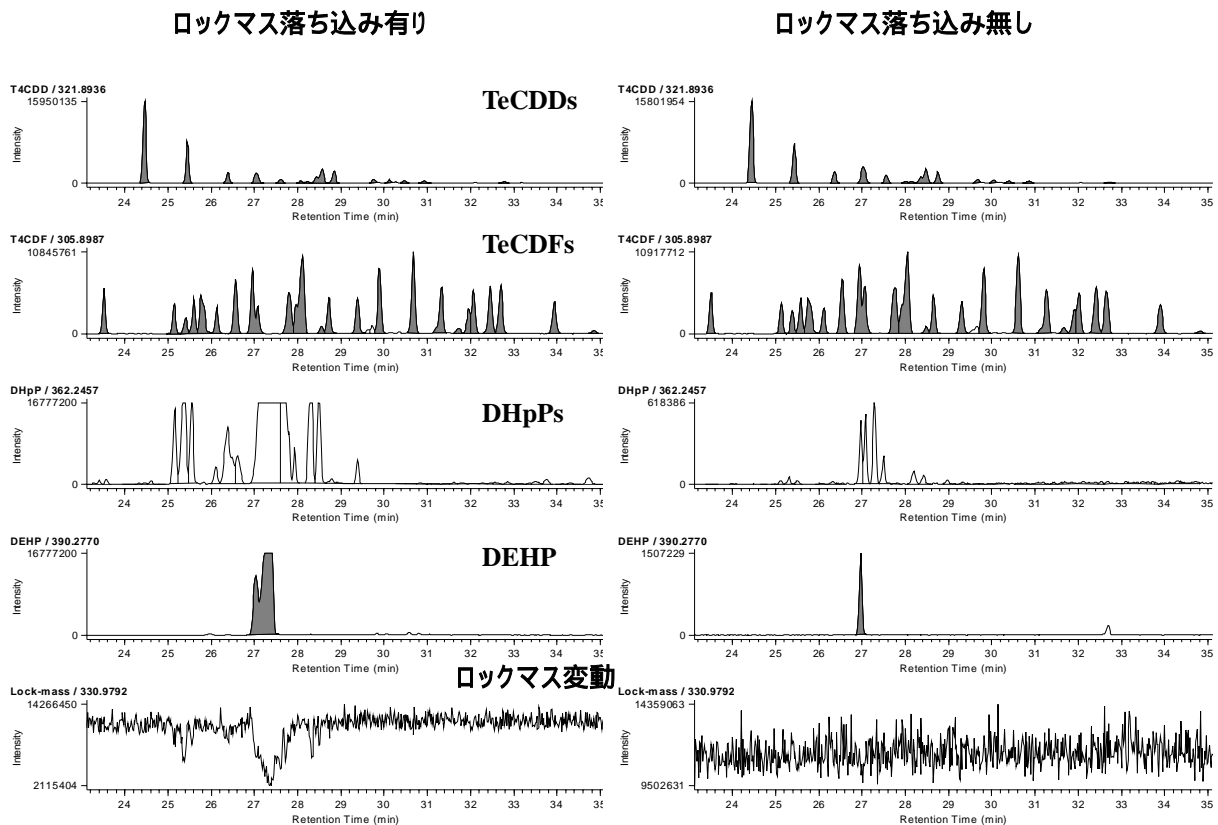 ロックマス落ち込み有り
T4CDD / 321.8936
15950135
TeCDDs
Intensity
0
24 25 26 27 28 29 30 31 32 33 34 35
Retention Time (min)
T4CDF / 305.8987
10845761
TeCDFs
Intensity
0
24 25 26 27 28 29 30 31 32 33 34 35
Retention Time (min)
DHpP / 362.2457
16777200
DHpPs
Intensity
0
24 25 26 27 28 29 30 31 32 33 34 35
Retention Time (min)
DEHP / 390.2770
16777200
DEHP
Intensity
0
24 25 26 27 28 29 30 31 32 33 34 35
Retention Time (min)
ロックマス変動
Lock-mass / 330.9792
14266450
Intensity
2115404
24 25 26 27 28 29 30 31 32 33 34 35
Retention Time (min)
ロックマス落ち込み無し
T4CDD / 321.8936
15801954
Intensity
0
24 25 26 27 28 29 30 31 32 33 34 35
Retention Time (min)
T4CDF / 305.8987
10917712
Intensity
0
24 25 26 27 28 29 30 31 32 33 34 35
Retention Time (min)
DHpP / 362.2457
618386
Intensity
0
24 25 26 27 28 29 30 31 32 33 34 35
Retention Time (min)
DEHP / 390.2770
1507229
Intensity
0
24 25 26 27 28 29 30 31 32 33 34 35
Retention Time (min)
Lock-mass / 330.9792
14359063
Intensity
9502631
24 25 26 27 28 29 30 31 32 33 34 35
Retention Time (min)